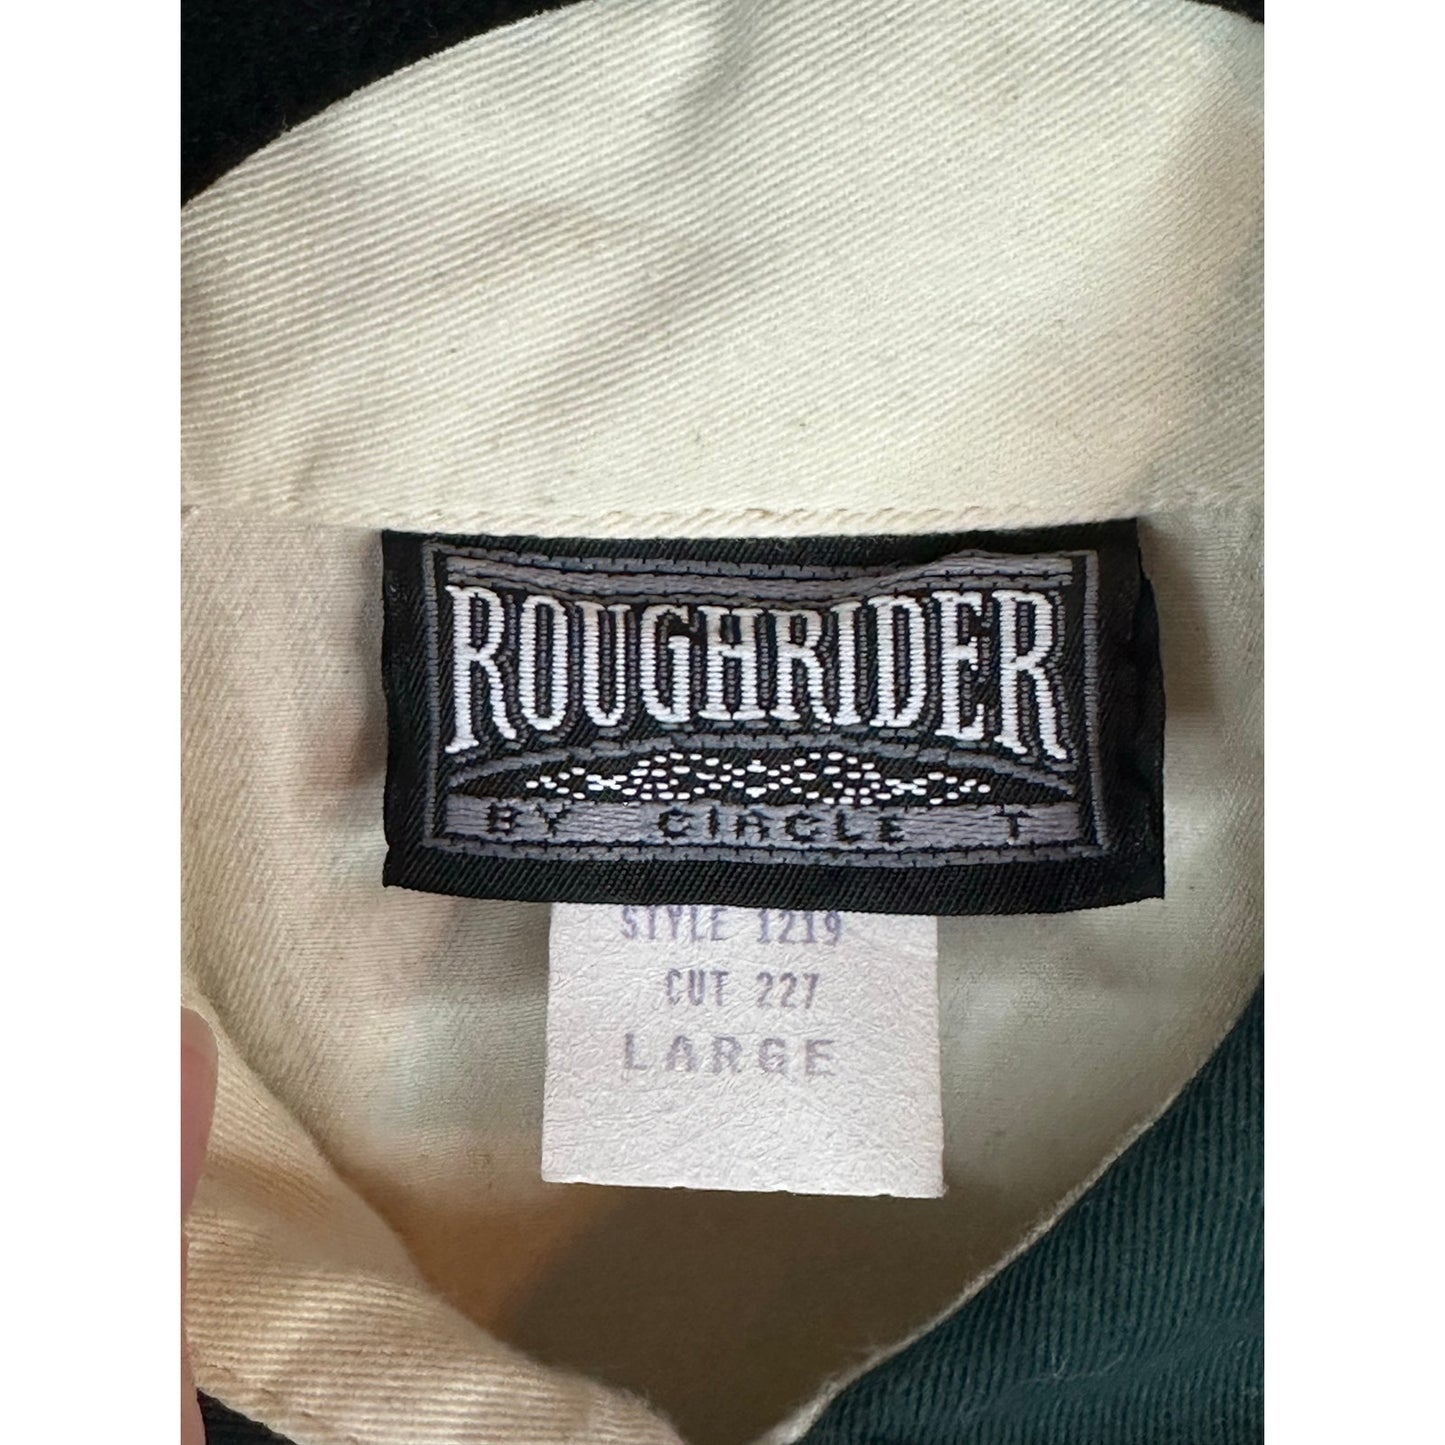 ROUGHRIDER
BY CIRCLE T
STYLE 1219
CUT 227
LARGE